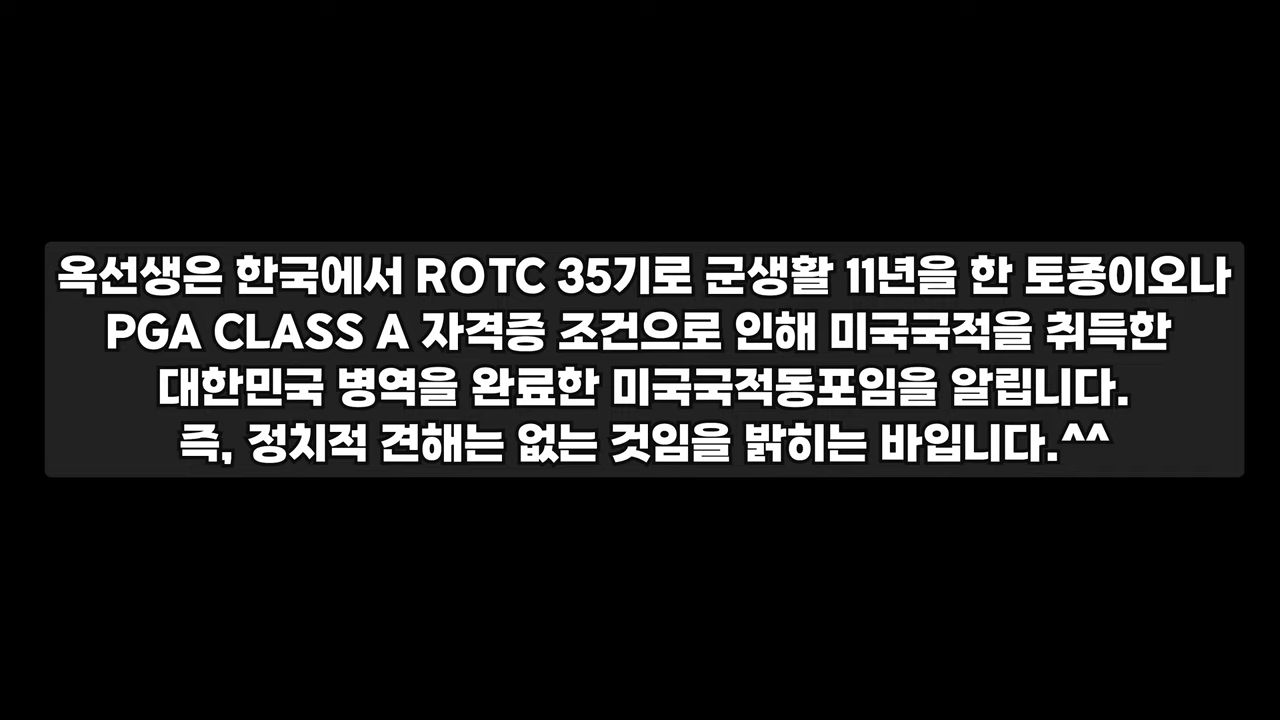 옥선생은 한국에서 ROTC 35기로 군생활 11년을 한 토종이오나
PGA CLASS A 자격증 조건으로 인해 미국국적을 취득한
대한민국 병역을 완료한 미국국적동포임을 알립니다.
즉, 정치적 견해는 없는 것임을 밝히는 바입니다.^^